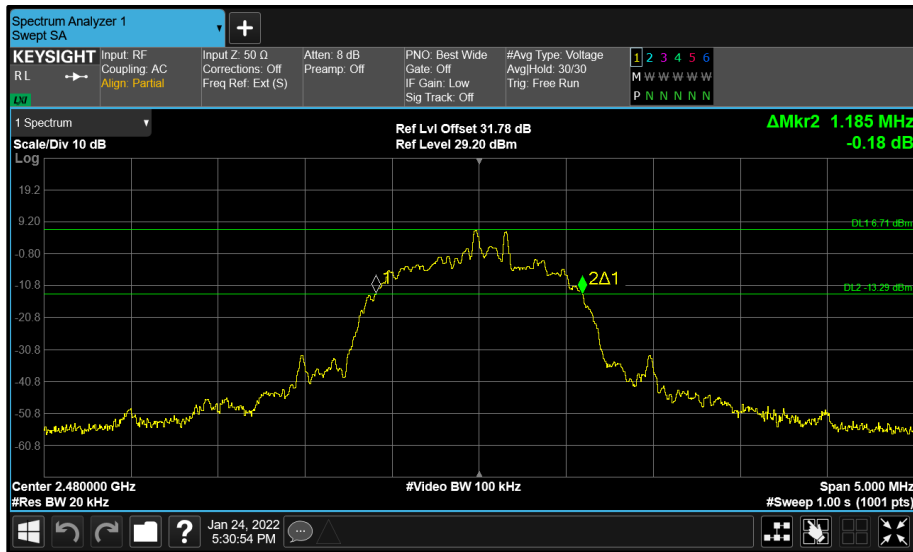 Spectrum Analyzer 1
Swept SA
+
KEYSIGHT
RL
LXI
Input: RF
Coupling: AC
Align: Partial
Input Z: 50 Ω
Corrections: Off
Freq Ref: Ext (S)
Atten: 8 dB
Preamp: Off
PNO: Best Wide
Gate: Off
IF Gain: Low
Sig Track: Off
#Avg Type: Voltage
Avg|Hold: 30/30
Trig: Free Run
1 2 3 4 5 6
M W W W W W
P N N N N N
1 Spectrum
Scale/Div 10 dB
Ref Lvl Offset 31.78 dB
Ref Level 29.20 dBm
ΔMkr2 1.185 MHz
-0.18 dB
Log
19.2
9.20
DL1 6.71 dBm
-0.80
-10.8
1
2Δ1
DL2 -13.29 dBm
-20.8
-30.8
-40.8
-50.8
-60.8
Center 2.480000 GHz
#Video BW 100 kHz
Span 5.000 MHz
#Res BW 20 kHz
#Sweep 1.00 s (1001 pts)
?
Jan 24, 2022
5:30:54 PM